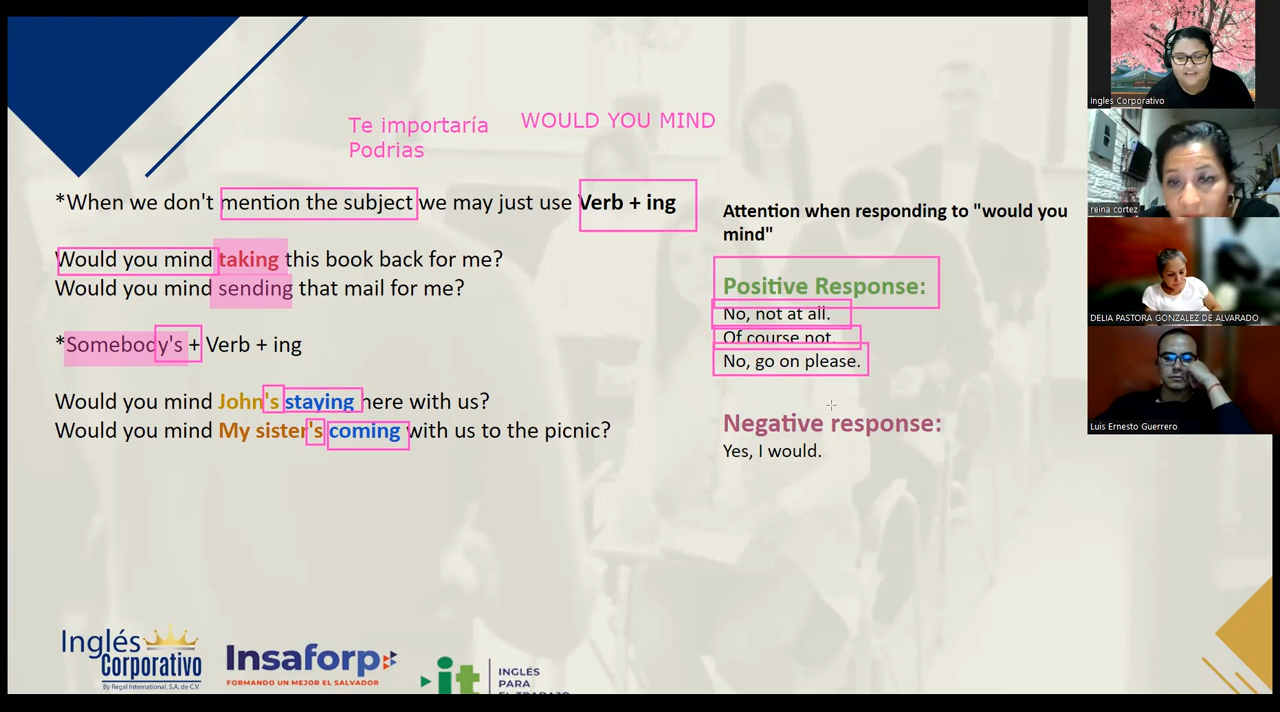 Te importaría
Podrias
WOULD YOU MIND
*When we don't mention the subject we may just use Verb + ing
Would you mind taking this book back for me?
Would you mind sending that mail for me?
*Somebody's + Verb + ing
Would you mind John's staying here with us?
Would you mind My sister's coming with us to the picnic?
Attention when responding to "would you
mind"
Positive Response:
No, not at all.
Of course not.
No, go on please.
Negative response:
Yes, I would.
Inglés
Corporativo
By Regal International, S.A. de C.V.
Insaforp
FORMANDO UN MEJOR EL SALVADOR
it
INGLÉS
PARA
EL TRABAJO
Ingles Corporativo
reina cortez
DELIA PASTORA GONZALEZ DE ALVARADO
Luis Ernesto Guerrero